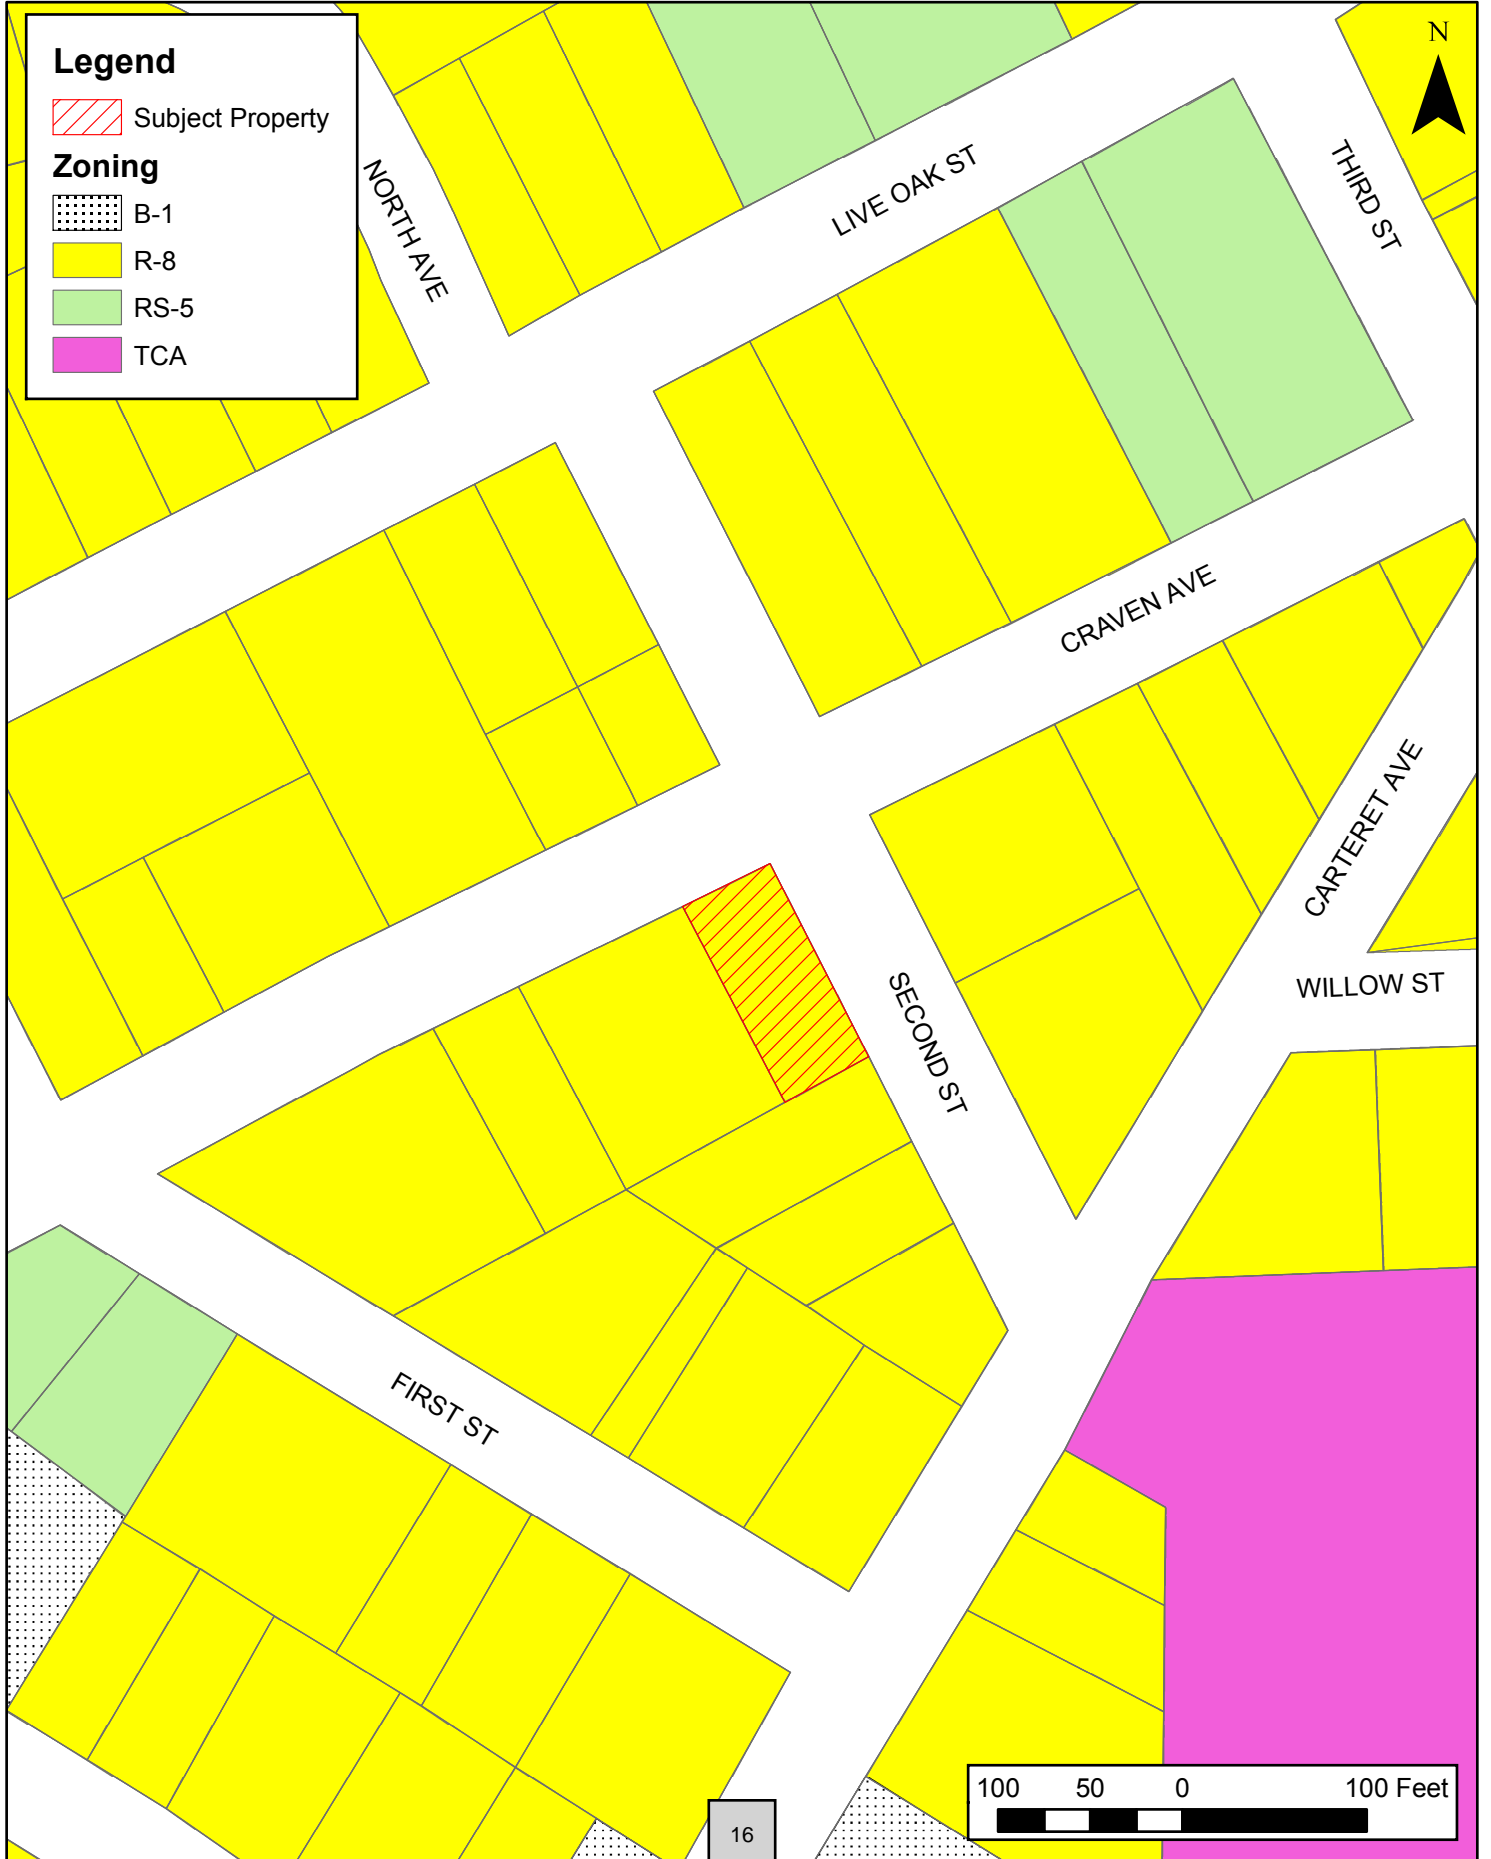 Legend
Subject Property
Zoning
B-1
R-8
RS-5
TCA
N
NORTH AVE
LIVE OAK ST
THIRD ST
CRAVEN AVE
CARTERET AVE
SECOND ST
WILLOW ST
FIRST ST
100 50 0 100 Feet
16